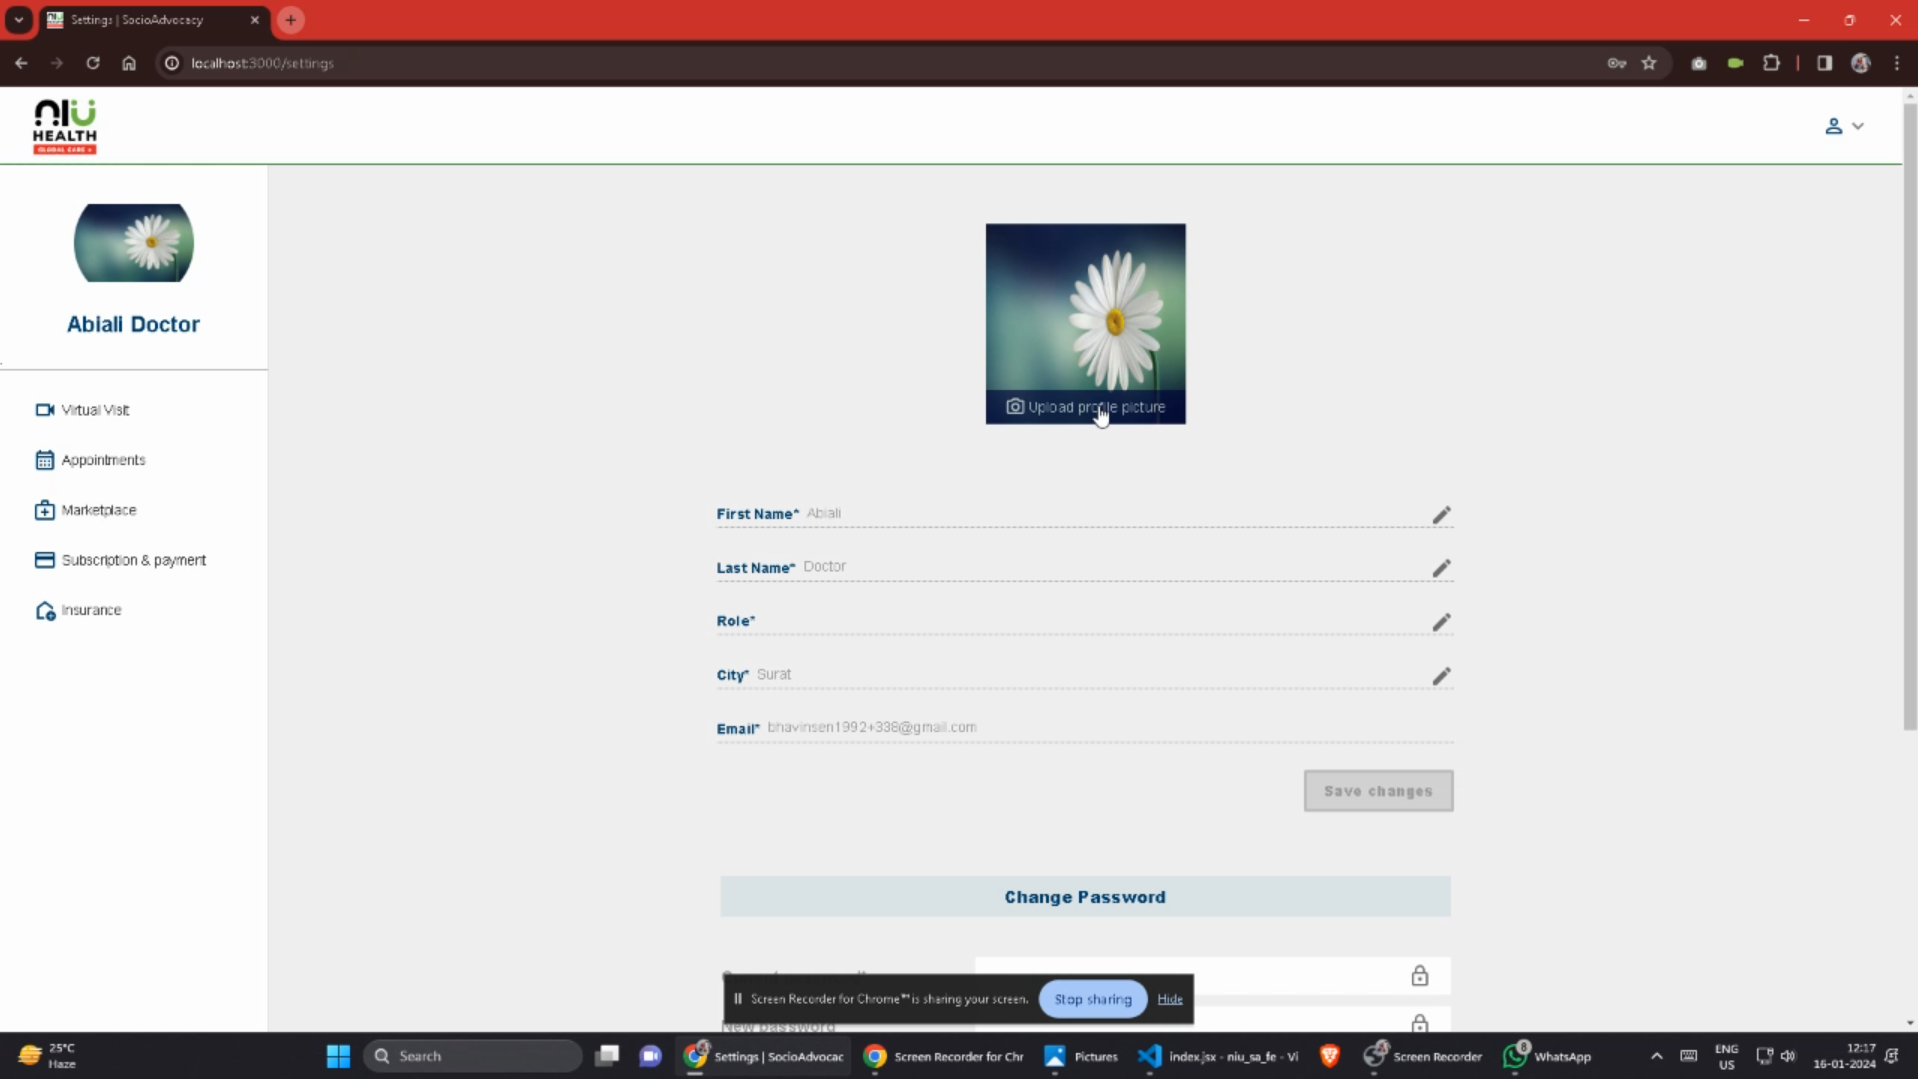 Settings | SocioAdvocacy
localhost:3000/settings
nIU
HEALTH
GLOBAL CARE +
Abiali Doctor
Virtual Visit
Appointments
Marketplace
Subscription & payment
Insurance
Upload profile picture
First Name* Abiali
Last Name* Doctor
Role*
City* Surat
Email* bhavinsen1992+338@gmail.com
Save changes
Change Password
New password
Screen Recorder for Chrome™ is sharing your screen.
Stop sharing
Hide
25°C
Haze
Search
Settings | SocioAdvocac
Screen Recorder for Chr
Pictures
index.jsx - niu_sa_fe - Vi
Screen Recorder
8
WhatsApp
ENG
US
12:17
16-01-2024